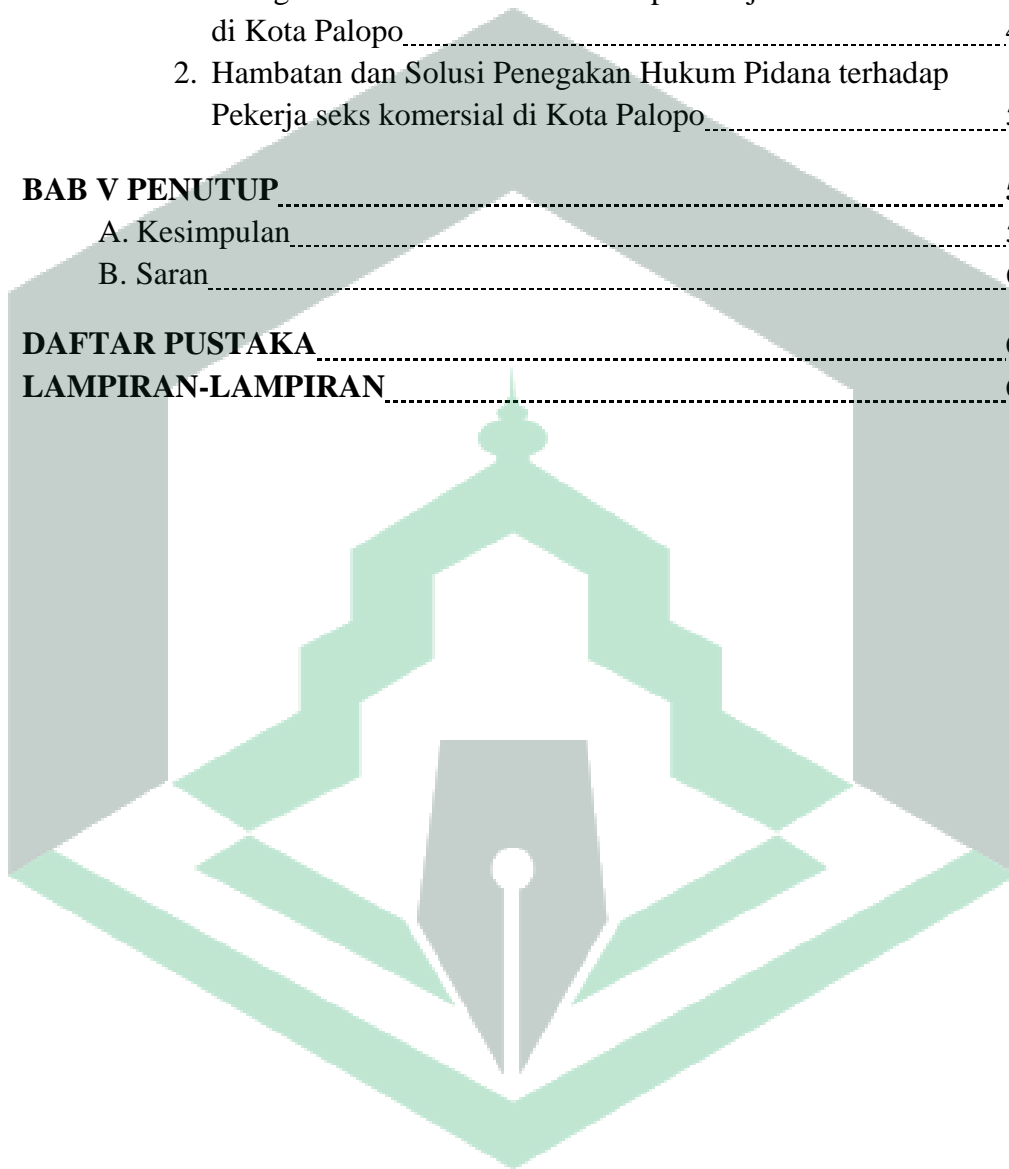 di Kota Palopo
2. Hambatan dan Solusi Penegakan Hukum Pidana terhadap
Pekerja seks komersial di Kota Palopo
BAB V PENUTUP
A. Kesimpulan
B. Saran
DAFTAR PUSTAKA
LAMPIRAN-LAMPIRAN